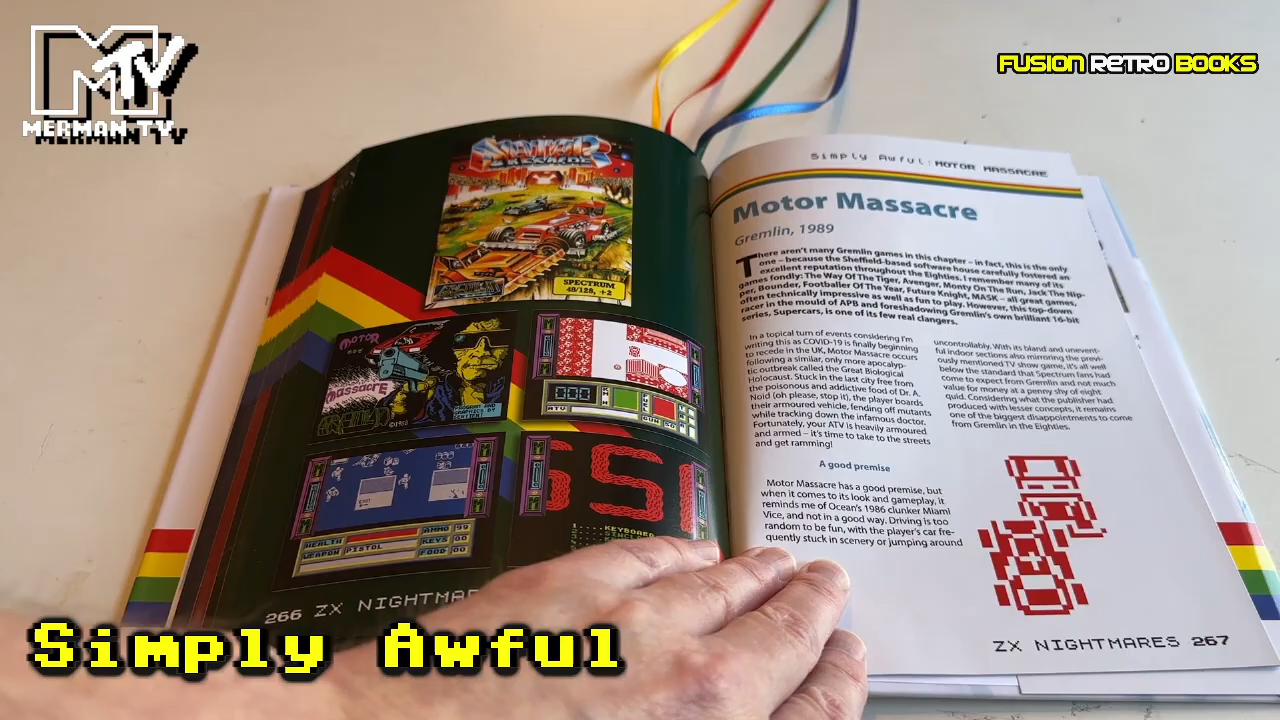 MTV
MERMAN TV
FUSION RETRO BOOKS
MASSACRE
SPECTRUM
48/128, +2
MOTOR
MASSACRE
©1988
000
ATV
HEALTH
AMMO 99
WEAPON PISTOL
KEYS 00
FOOD 00
1....KEYBOARD
266 ZX NIGHTMAR
Simply Awful: MOTOR MASSACRE
Motor Massacre
Gremlin, 1989
There aren't many Gremlin games in this chapter – in fact, this is the only
one – because the Sheffield-based software house carefully fostered an
excellent reputation throughout the Eighties. I remember many of its
games fondly: The Way Of The Tiger, Avenger, Monty On The Run, Jack The Nip-
per, Bounder, Footballer Of The Year, Future Knight, MASK – all great games,
often technically impressive as well as fun to play. However, this top-down
racer in the mould of APB and foreshadowing Gremlin's own brilliant 16-bit
series, Supercars, is one of its few real clangers.
In a topical turn of events considering I'm
writing this as COVID-19 is finally beginning
to recede in the UK, Motor Massacre occurs
following a similar, only more apocalyp-
tic outbreak called the Great Biological
Holocaust. Stuck in the last city free from
the poisonous and addictive food of Dr. A.
Noid (oh please, stop it), the player boards
their armoured vehicle, fending off mutants
while tracking down the infamous doctor.
Fortunately, your ATV is heavily armoured
and armed – it's time to take to the streets
and get ramming!
A good premise
Motor Massacre has a good premise, but
when it comes to its look and gameplay, it
reminds me of Ocean's 1986 clunker Miami
Vice, and not in a good way. Driving is too
random to be fun, with the player's car fre-
quently stuck in scenery or jumping around
uncontrollably. With its bland and unevent-
ful indoor sections also mirroring the previ-
ously mentioned TV show game, it's all well
below the standard that Spectrum fans had
come to expect from Gremlin and not much
value for money at a penny shy of eight
quid. Considering what the publisher had
produced with lesser concepts, it remains
one of the biggest disappointments to come
from Gremlin in the Eighties.
ZX NIGHTMARES 267
Simply Awful